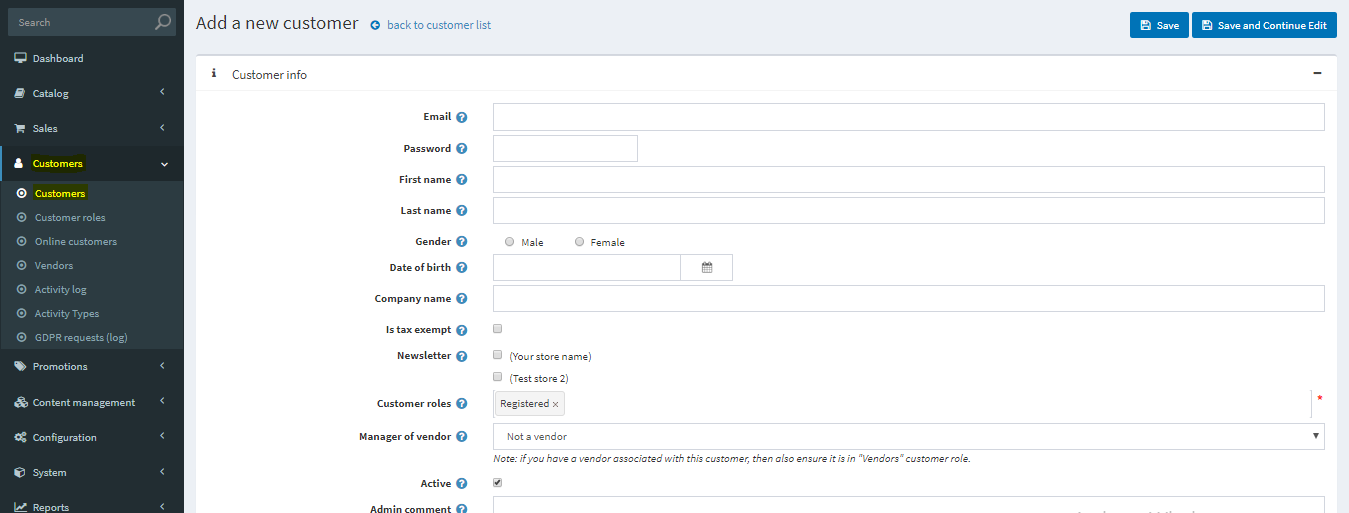 Search
Dashboard
Catalog
Sales
Customers
Customers
Customer roles
Online customers
Vendors
Activity log
Activity Types
GDPR requests (log)
Promotions
Content management
Configuration
System
Reports
Add a new customer back to customer list
Save Save and Continue Edit
Customer info
Email
Password
First name
Last name
Gender Male Female
Date of birth
Company name
Is tax exempt
Newsletter (Your store name)
(Test store 2)
Customer roles Registered × *
Manager of vendor Not a vendor
Note: if you have a vendor associated with this customer, then also ensure it is in "Vendors" customer role.
Active
Admin comment